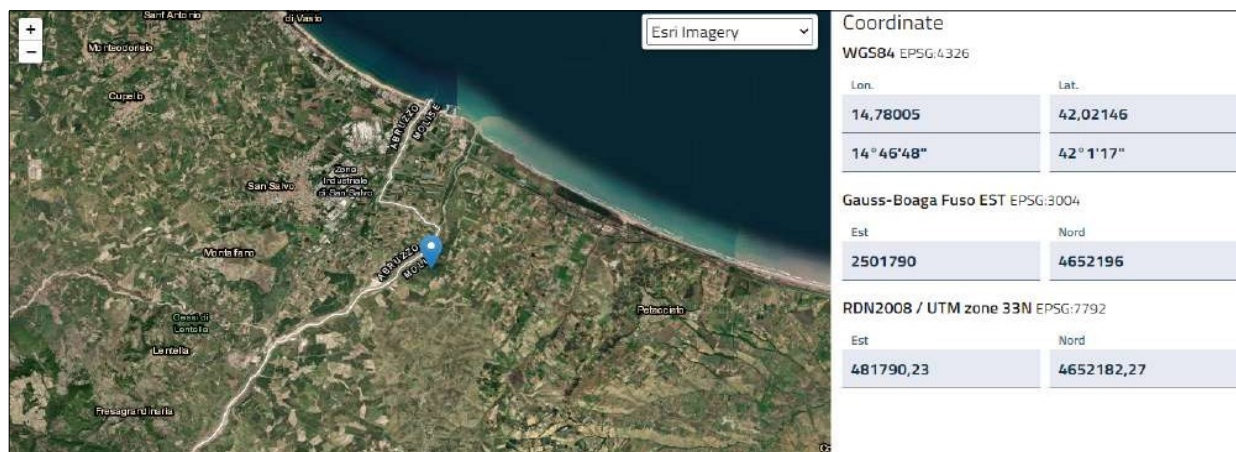 +
−
Esri Imagery
Sant'Antonio
di Vasto
Monteodorisio
Cupello
ABRUZZO
MOLISE
Zona
Industriale
di San Salvo
San Salvo
Montalfano
ABRUZZO
Petacciato
Lentella
Fresagrandinaria
Coordinate
WGS84 EPSG:4326
Lon. Lat.
14,78005 42,02146
14°46'48" 42°1'17"
Gauss-Boaga Fuso EST EPSG:3004
Est Nord
2501790 4652196
RDN2008 / UTM zone 33N EPSG:7792
Est Nord
481790,23 4652182,27